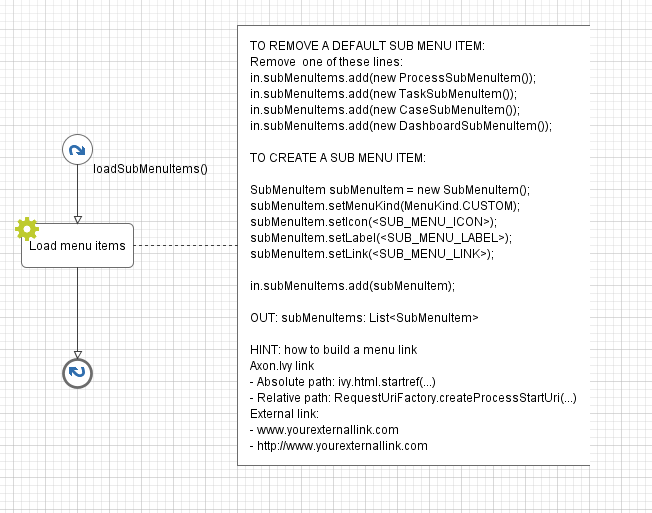 TO REMOVE A DEFAULT SUB MENU ITEM:
Remove  one of these lines:
in.subMenuItems.add(new ProcessSubMenuItem());
in.subMenuItems.add(new TaskSubMenuItem());
in.subMenuItems.add(new CaseSubMenuItem());
in.subMenuItems.add(new DashboardSubMenuItem());
TO CREATE A SUB MENU ITEM:
SubMenuItem subMenuItem = new SubMenuItem();
subMenuItem.setMenuKind(MenuKind.CUSTOM);
subMenuItem.setIcon(<SUB_MENU_ICON>);
subMenuItem.setLabel(<SUB_MENU_LABEL>);
subMenuItem.setLink(<SUB_MENU_LINK>);
in.subMenuItems.add(subMenuItem);
OUT: subMenuItems: List<SubMenuItem>
HINT: how to build a menu link
Axon.Ivy link
- Absolute path: ivy.html.startref(...)
- Relative path: RequestUriFactory.createProcessStartUri(...)
External link:
- www.yourexternallink.com
- http://www.yourexternallink.com
loadSubMenuItems()
Load menu items